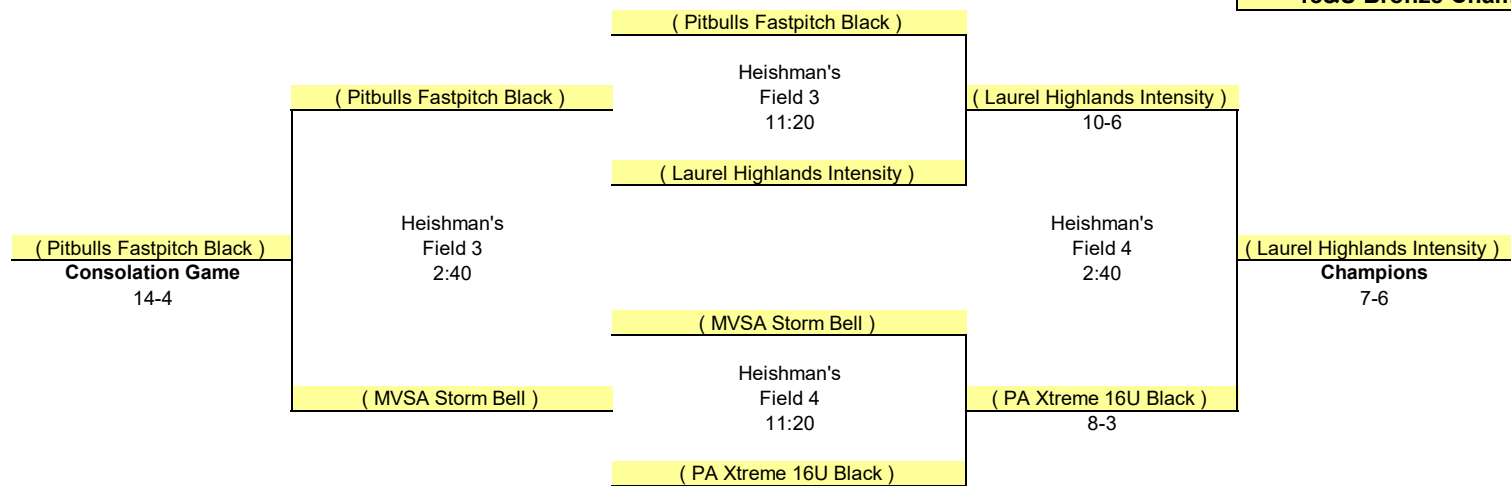 16&U Bronze Cham
( Pitbulls Fastpitch Black )
Heishman's
( Pitbulls Fastpitch Black ) Field 3 ( Laurel Highlands Intensity )
11:20 10-6
( Laurel Highlands Intensity )
Heishman's Heishman's
( Pitbulls Fastpitch Black ) Field 3 Field 4 ( Laurel Highlands Intensity )
Consolation Game 2:40 2:40 Champions
14-4 7-6
( MVSA Storm Bell )
Heishman's
( MVSA Storm Bell ) Field 4 ( PA Xtreme 16U Black )
11:20 8-3
( PA Xtreme 16U Black )